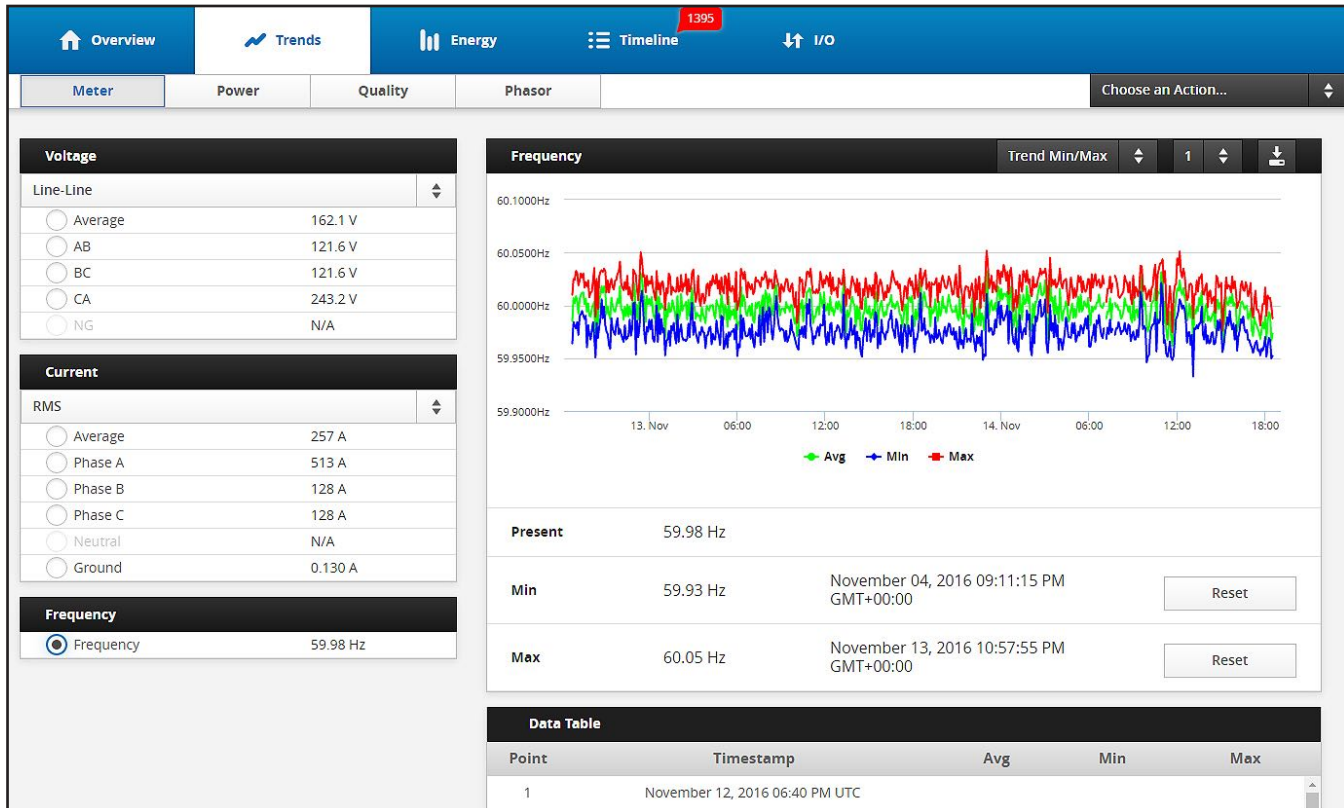 Overview Trends Energy Timeline 1395 I/O
Meter Power Quality Phasor Choose an Action...
Voltage
Line-Line
Average 162.1 V
AB 121.6 V
BC 121.6 V
CA 243.2 V
NG N/A
Current
RMS
Average 257 A
Phase A 513 A
Phase B 128 A
Phase C 128 A
Neutral N/A
Ground 0.130 A
Frequency
Frequency 59.98 Hz
Frequency Trend Min/Max 1
60.1000Hz
60.0500Hz
60.0000Hz
59.9500Hz
59.9000Hz
13. Nov 06:00 12:00 18:00 14. Nov 06:00 12:00 18:00
Avg Min Max
Present 59.98 Hz
Min 59.93 Hz November 04, 2016 09:11:15 PM
GMT+00:00 Reset
Max 60.05 Hz November 13, 2016 10:57:55 PM
GMT+00:00 Reset
Data Table
Point Timestamp Avg Min Max
1 November 12, 2016 06:40 PM UTC